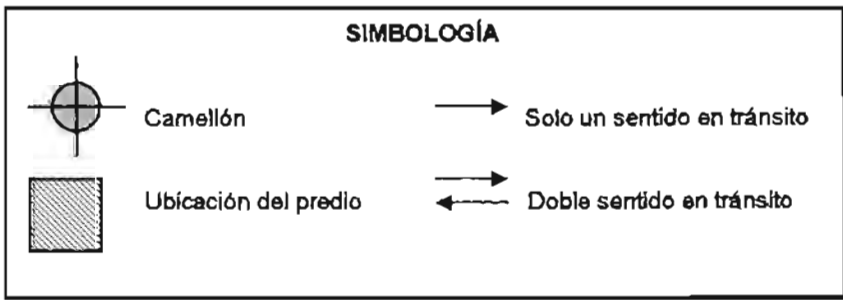 SIMBOLOGÍA
Camellón
Solo un sentido en tránsito
Ubicación del predio
Doble sentido en tránsito